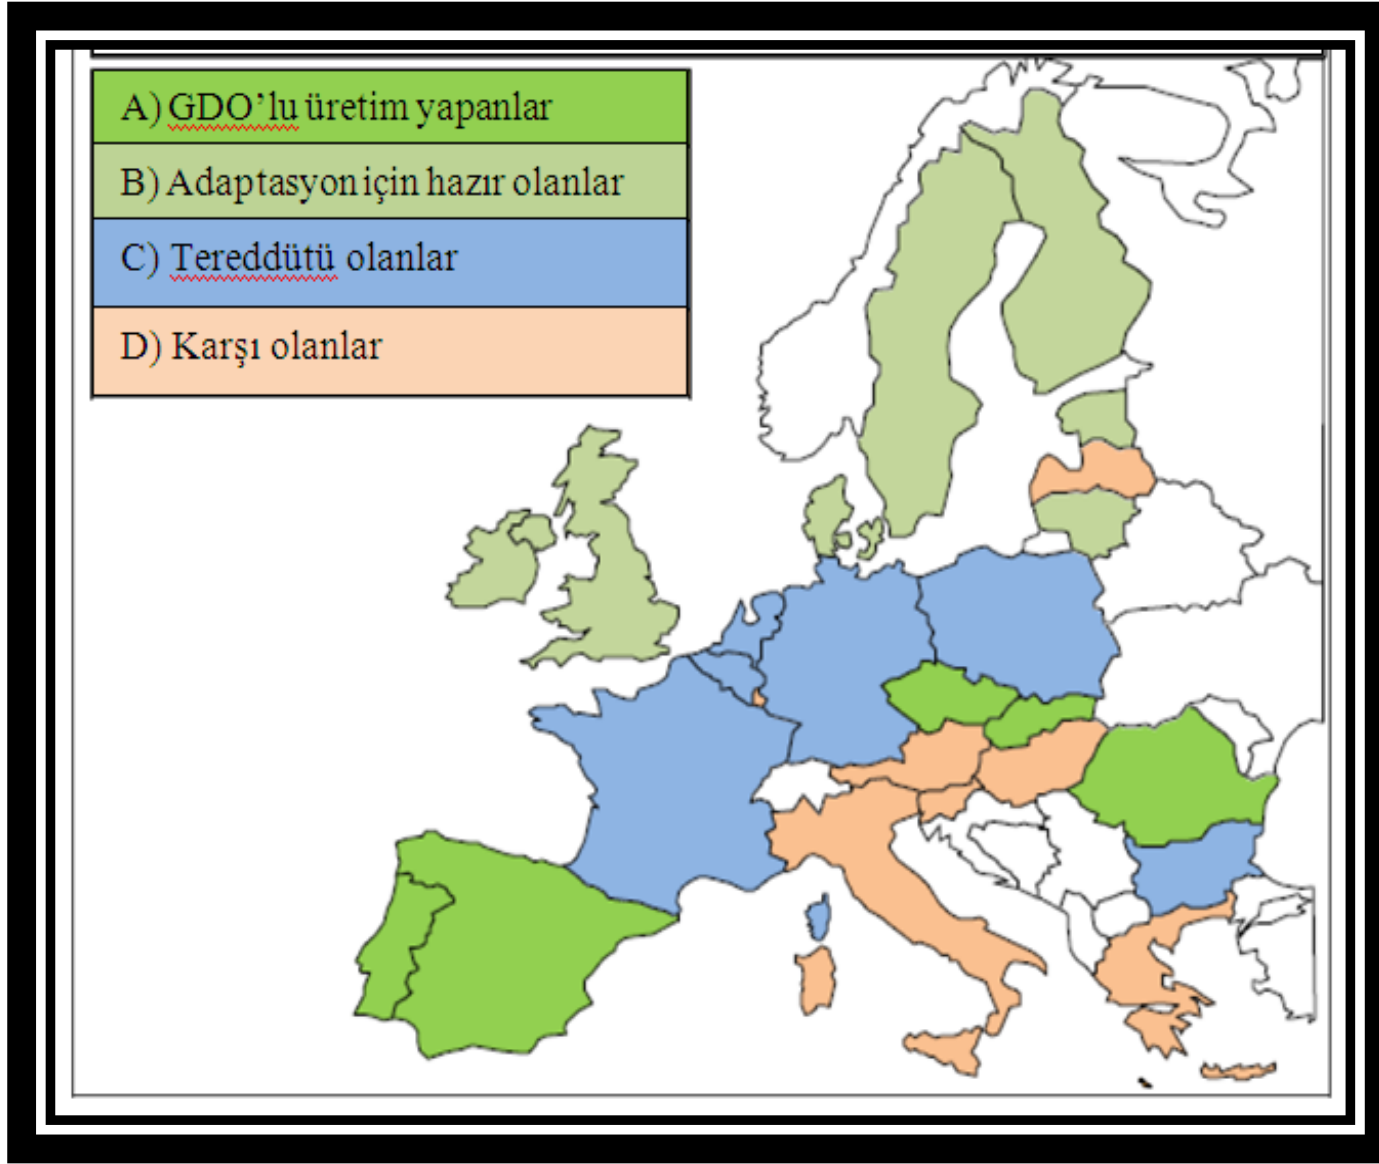 A) GDO’lu üretim yapanlar
B) Adaptasyon için hazır olanlar
C) Tereddütü olanlar
D) Karşı olanlar